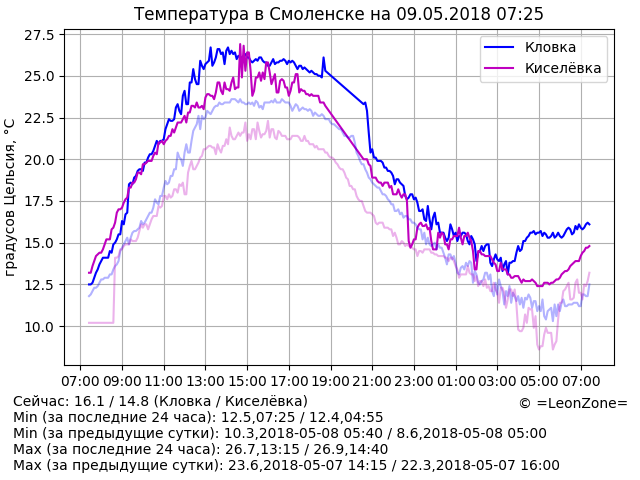 Температура в Смоленске на 09.05.2018 07:25
27.5
25.0
22.5
20.0
17.5
15.0
12.5
10.0
градусов Цельсия, °C
Кловка
Киселёвка
07:00 09:00 11:00 13:00 15:00 17:00 19:00 21:00 23:00 01:00 03:00 05:00 07:00
Сейчас: 16.1 / 14.8 (Кловка / Киселёвка)
© =LeonZone=
Min (за последние 24 часа): 12.5,07:25 / 12.4,04:55
Min (за предыдущие сутки): 10.3,2018-05-08 05:40 / 8.6,2018-05-08 05:00
Max (за последние 24 часа): 26.7,13:15 / 26.9,14:40
Max (за предыдущие сутки): 23.6,2018-05-07 14:15 / 22.3,2018-05-07 16:00